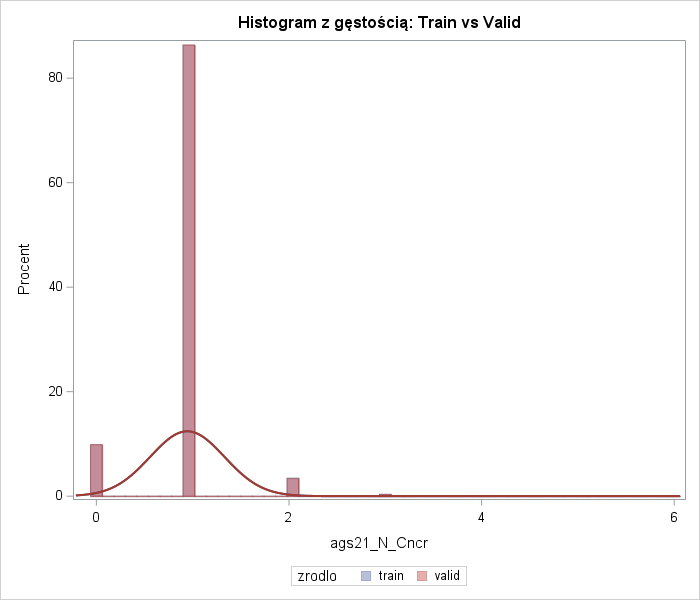 Histogram z gęstością: Train vs Valid
80
60
40
20
0
Procent
0 2 4 6
ags21_N_Cncr
zrodlo train valid